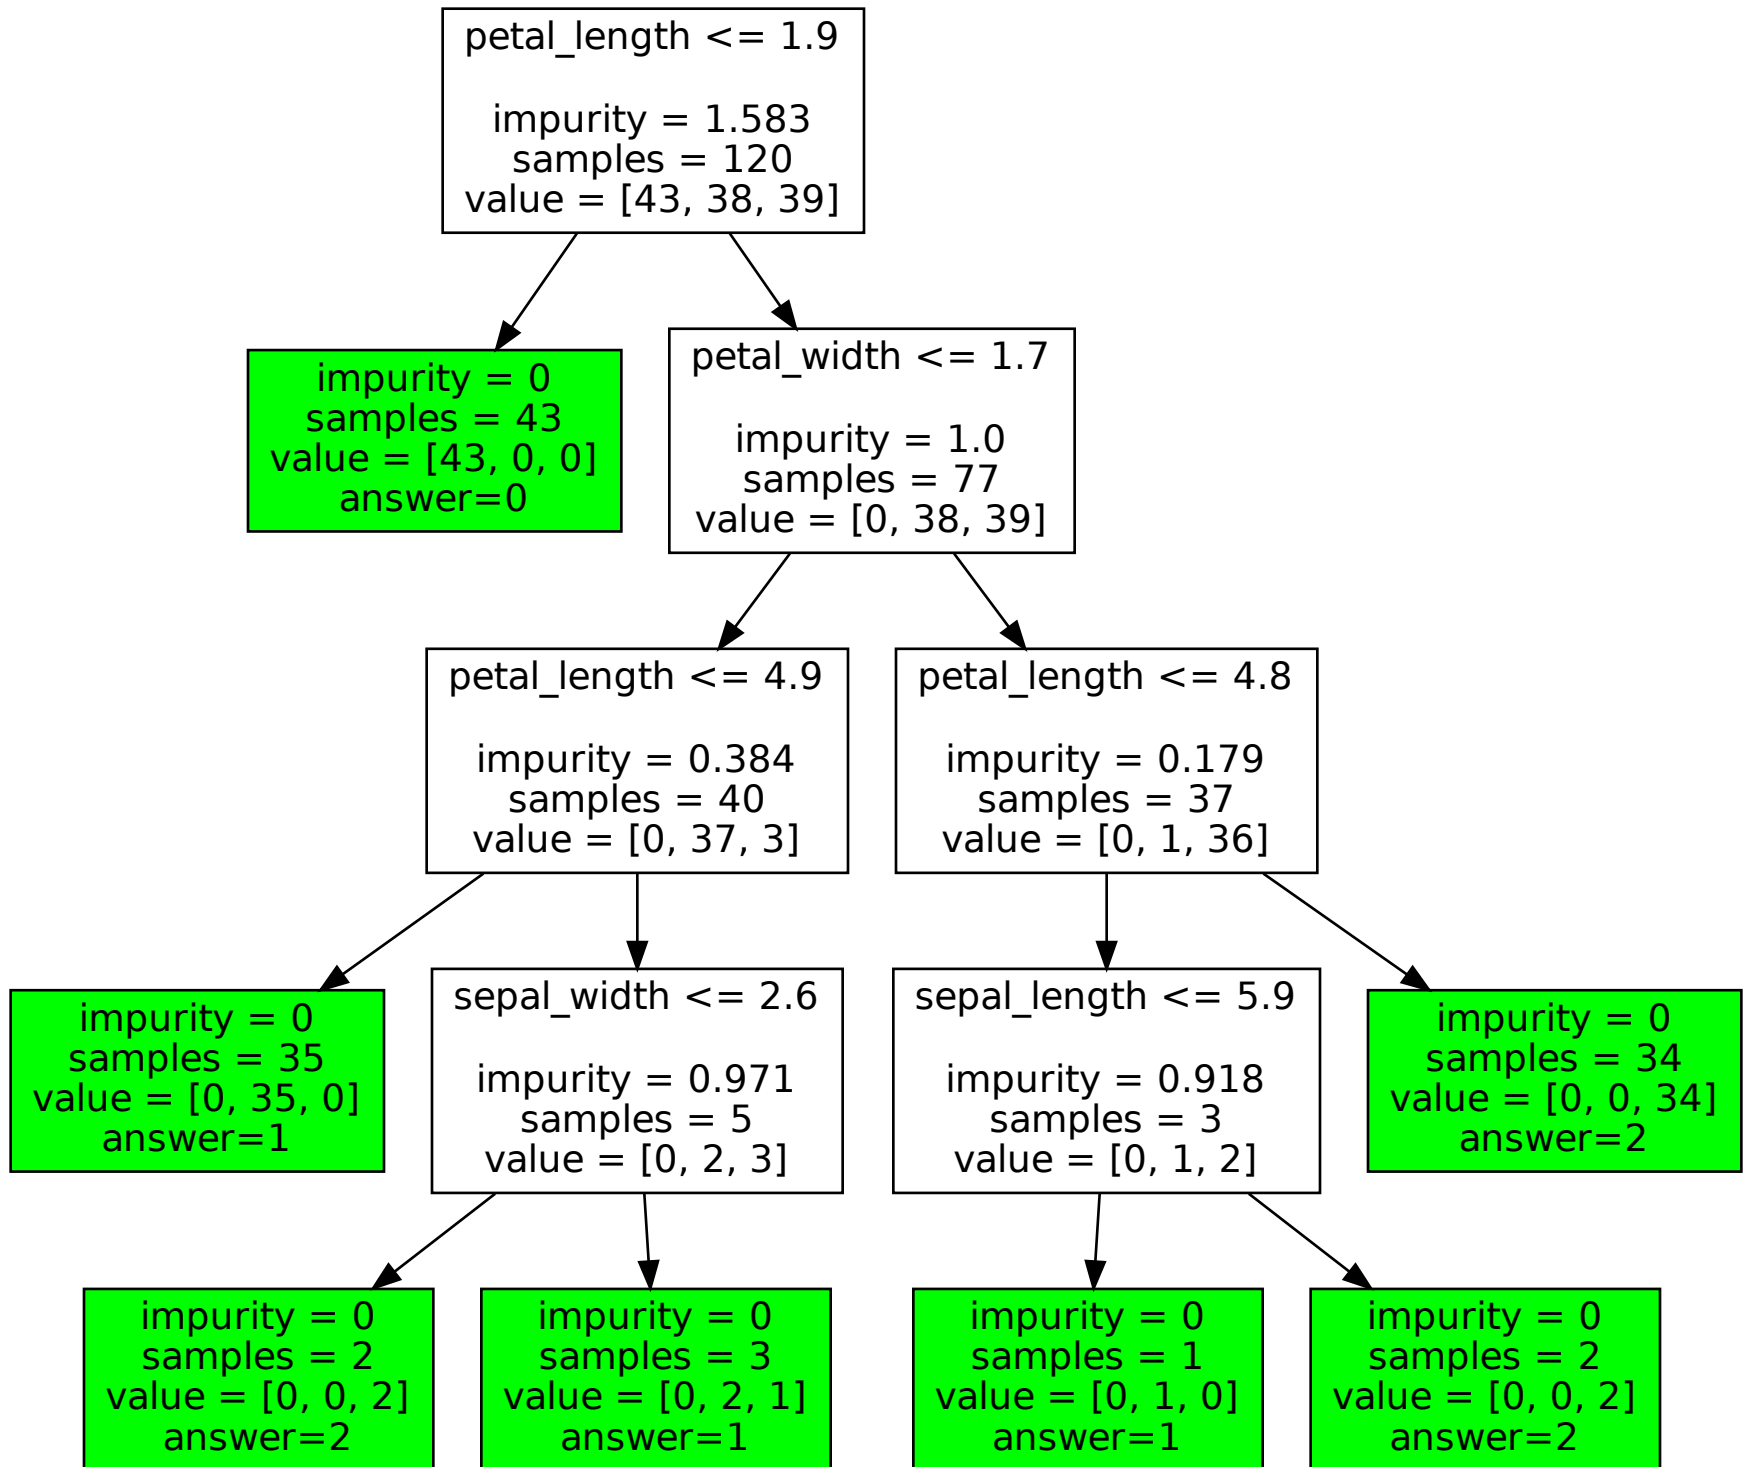 petal_length <= 1.9
impurity = 1.583
samples = 120
value = [43, 38, 39]
impurity = 0
samples = 43
value = [43, 0, 0]
answer=0
petal_width <= 1.7
impurity = 1.0
samples = 77
value = [0, 38, 39]
petal_length <= 4.9
impurity = 0.384
samples = 40
value = [0, 37, 3]
petal_length <= 4.8
impurity = 0.179
samples = 37
value = [0, 1, 36]
impurity = 0
samples = 35
value = [0, 35, 0]
answer=1
sepal_width <= 2.6
impurity = 0.971
samples = 5
value = [0, 2, 3]
sepal_length <= 5.9
impurity = 0.918
samples = 3
value = [0, 1, 2]
impurity = 0
samples = 34
value = [0, 0, 34]
answer=2
impurity = 0
samples = 2
value = [0, 0, 2]
answer=2
impurity = 0
samples = 3
value = [0, 2, 1]
answer=1
impurity = 0
samples = 1
value = [0, 1, 0]
answer=1
impurity = 0
samples = 2
value = [0, 0, 2]
answer=2